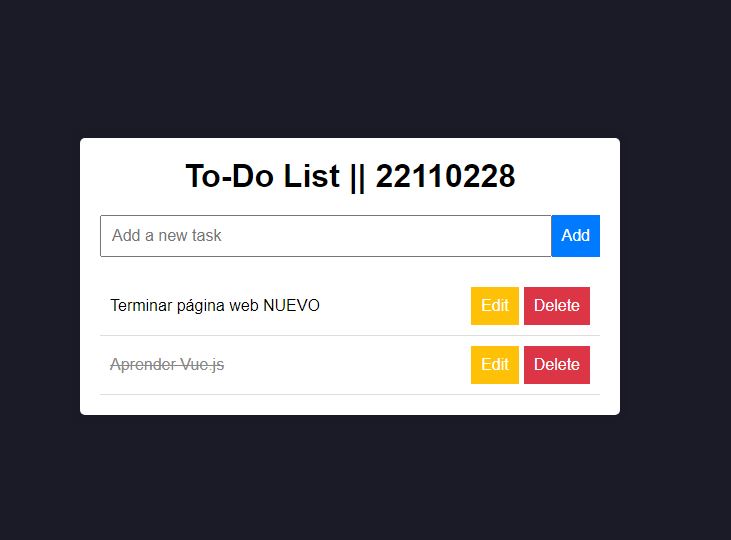 To-Do List || 22110228
Add a new task Add
Terminar página web NUEVO Edit Delete
Aprender Vue.js Edit Delete